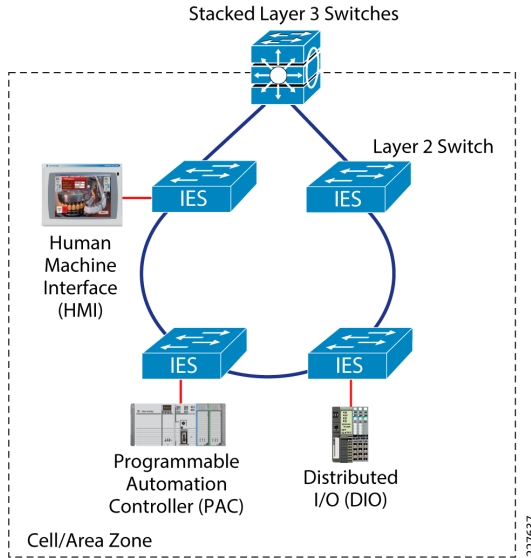 Stacked Layer 3 Switches
Layer 2 Switch
IES
IES
Human
Machine
Interface
(HMI)
IES
IES
Programmable
Automation
Controller (PAC)
Distributed
I/O (DIO)
Cell/Area Zone